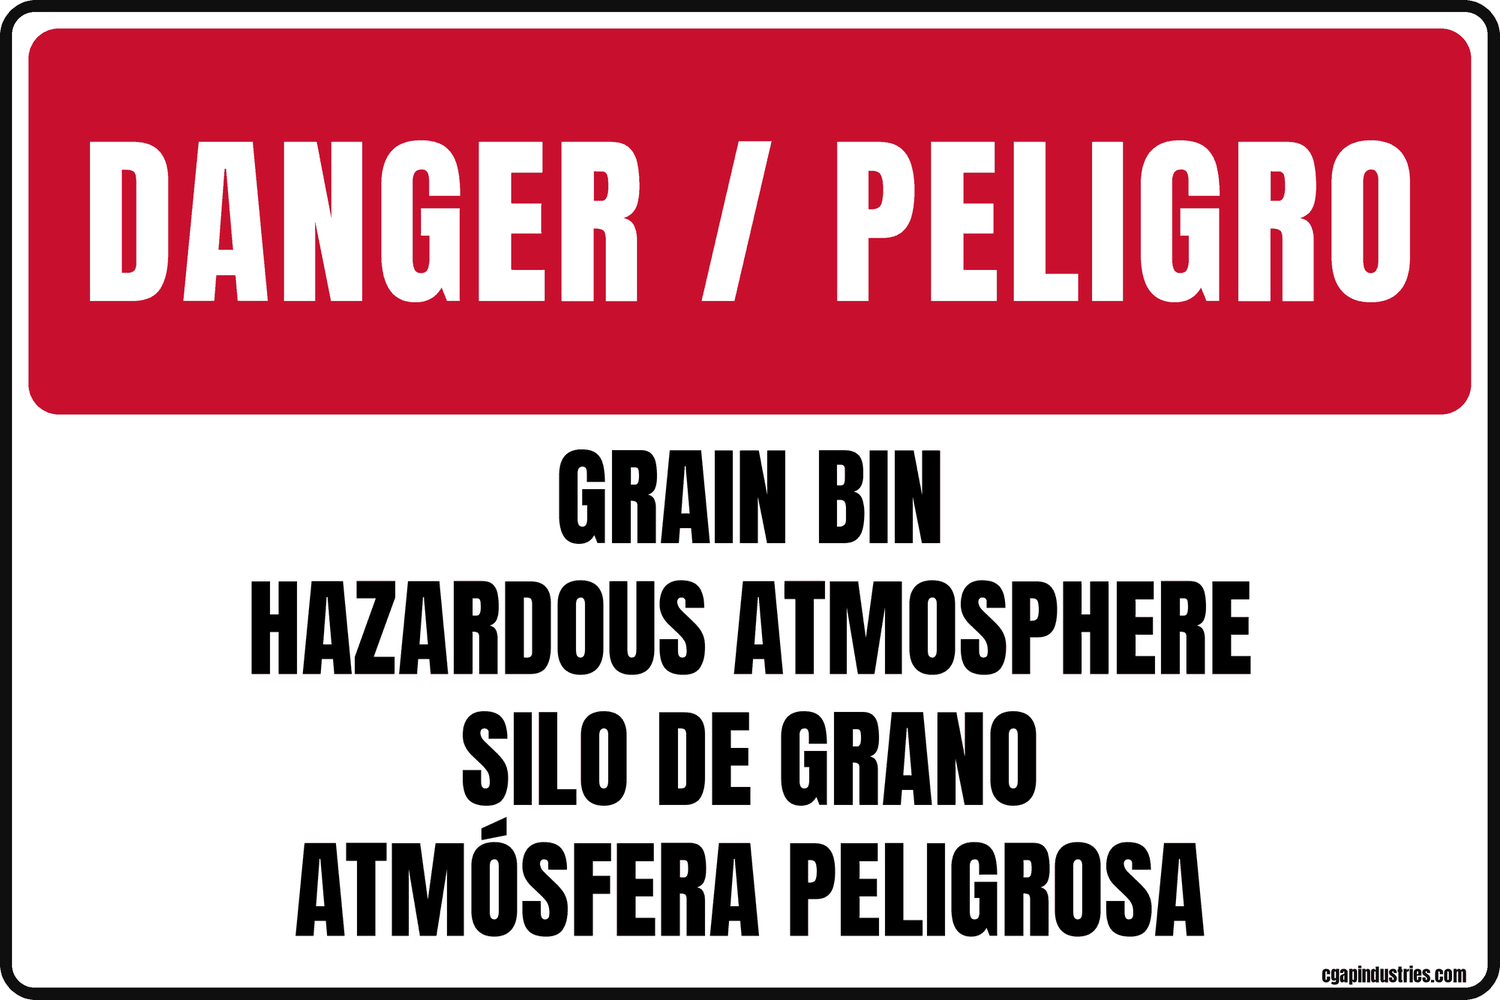 DANGER / PELIGRO
GRAIN BIN
HAZARDOUS ATMOSPHERE
SILO DE GRANO
ATMÓSFERA PELIGROSA
cgapindustries.com